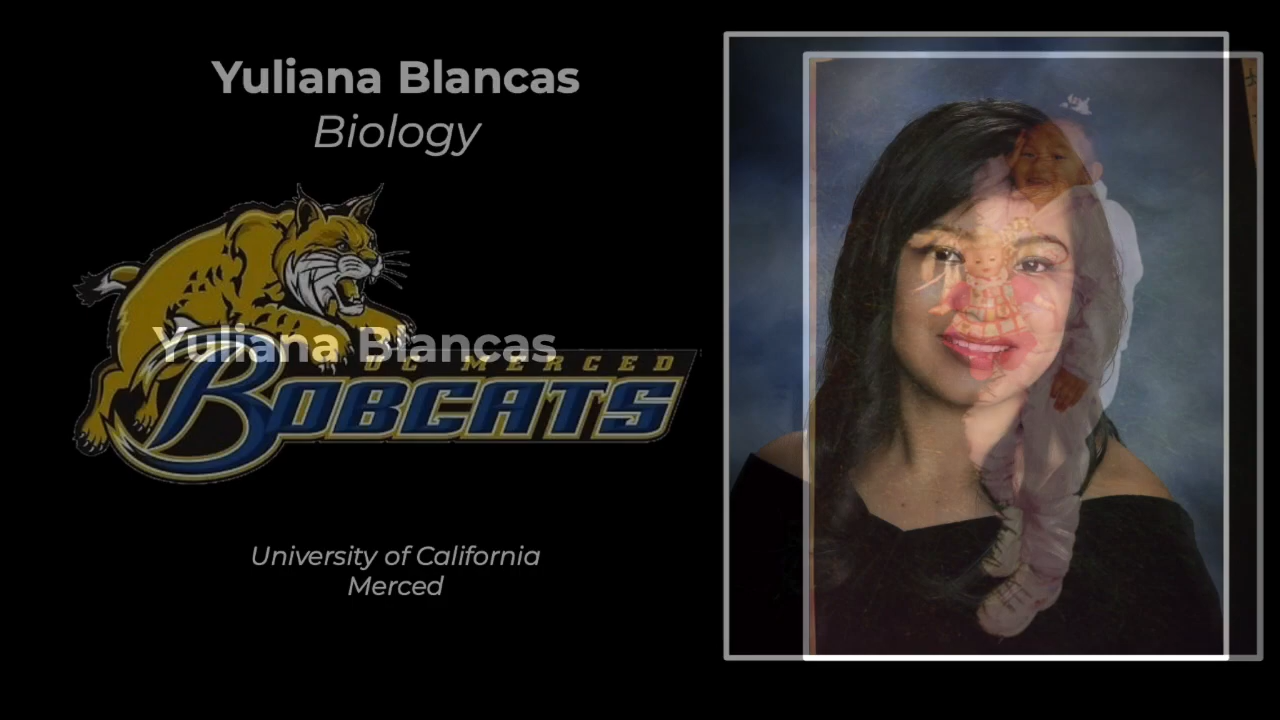 Yuliana Blancas
Biology
Yuliana Blancas
UC MERCED
BOBCATS
University of California
Merced